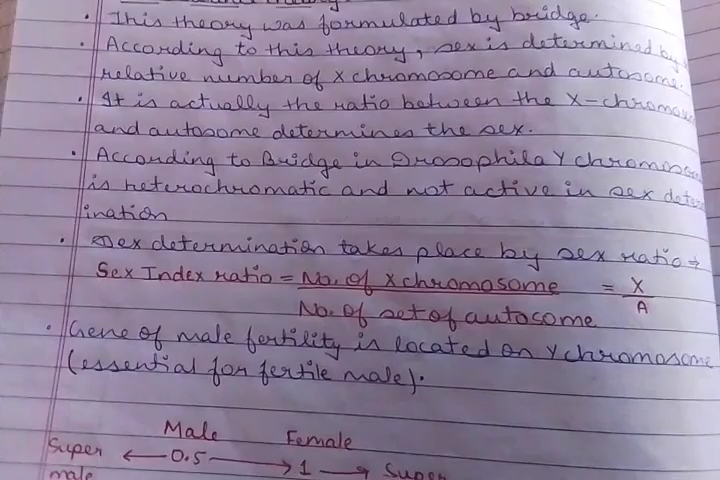 • This theory was formulated by bridge.
• According to this theory, sex is determined by
relative number of X chromosome and autosome.
• It is actually the ratio between the X-chromo
and autosome determines the sex.
• According to Bridge in Drosophila Y chromoso
is heterochromatic and not active in sex deter
ination
• Sex determination takes place by sex ratio →
Sex Index ratio = No. of X chromosome = X
No. of set of autosome A
• Gene of male fertility is located on Y chromosome
(essential for fertile male).
Male Female
Super ← 0.5 → 1 → Super
male